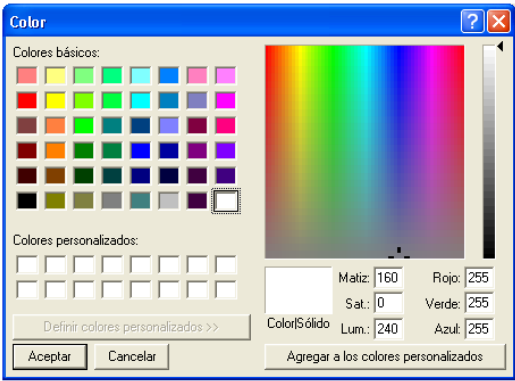 Color
Colores básicos:
Colores personalizados:
Definir colores personalizados >>
Aceptar Cancelar
Color|Sólido
Matiz: 160 Rojo: 255
Sat.: 0 Verde: 255
Lum.: 240 Azul: 255
Agregar a los colores personalizados